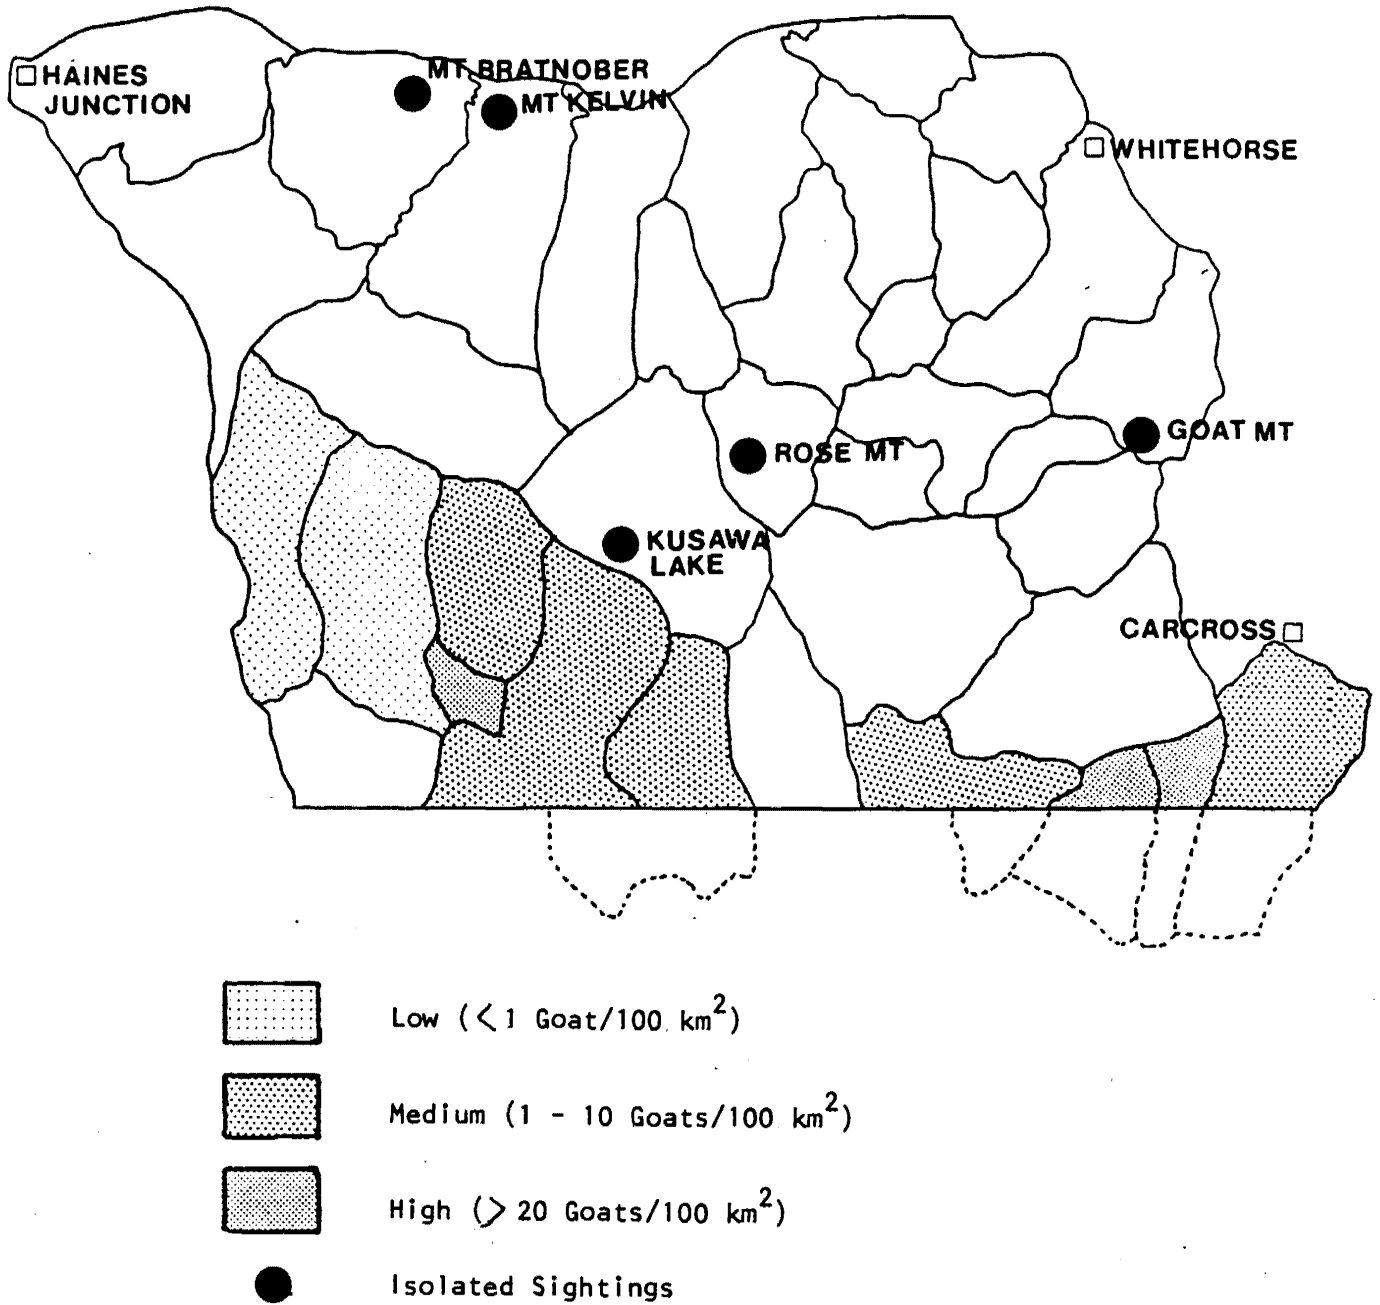 MT BRATNOBER
HAINES
JUNCTION
MT KELVIN
WHITEHORSE
GOAT MT
ROSE MT
KUSAWA
LAKE
CARCROSS
Low (<1 Goat/100 km²)
Medium (1 - 10 Goats/100 km²)
High (> 20 Goats/100 km²)
Isolated Sightings